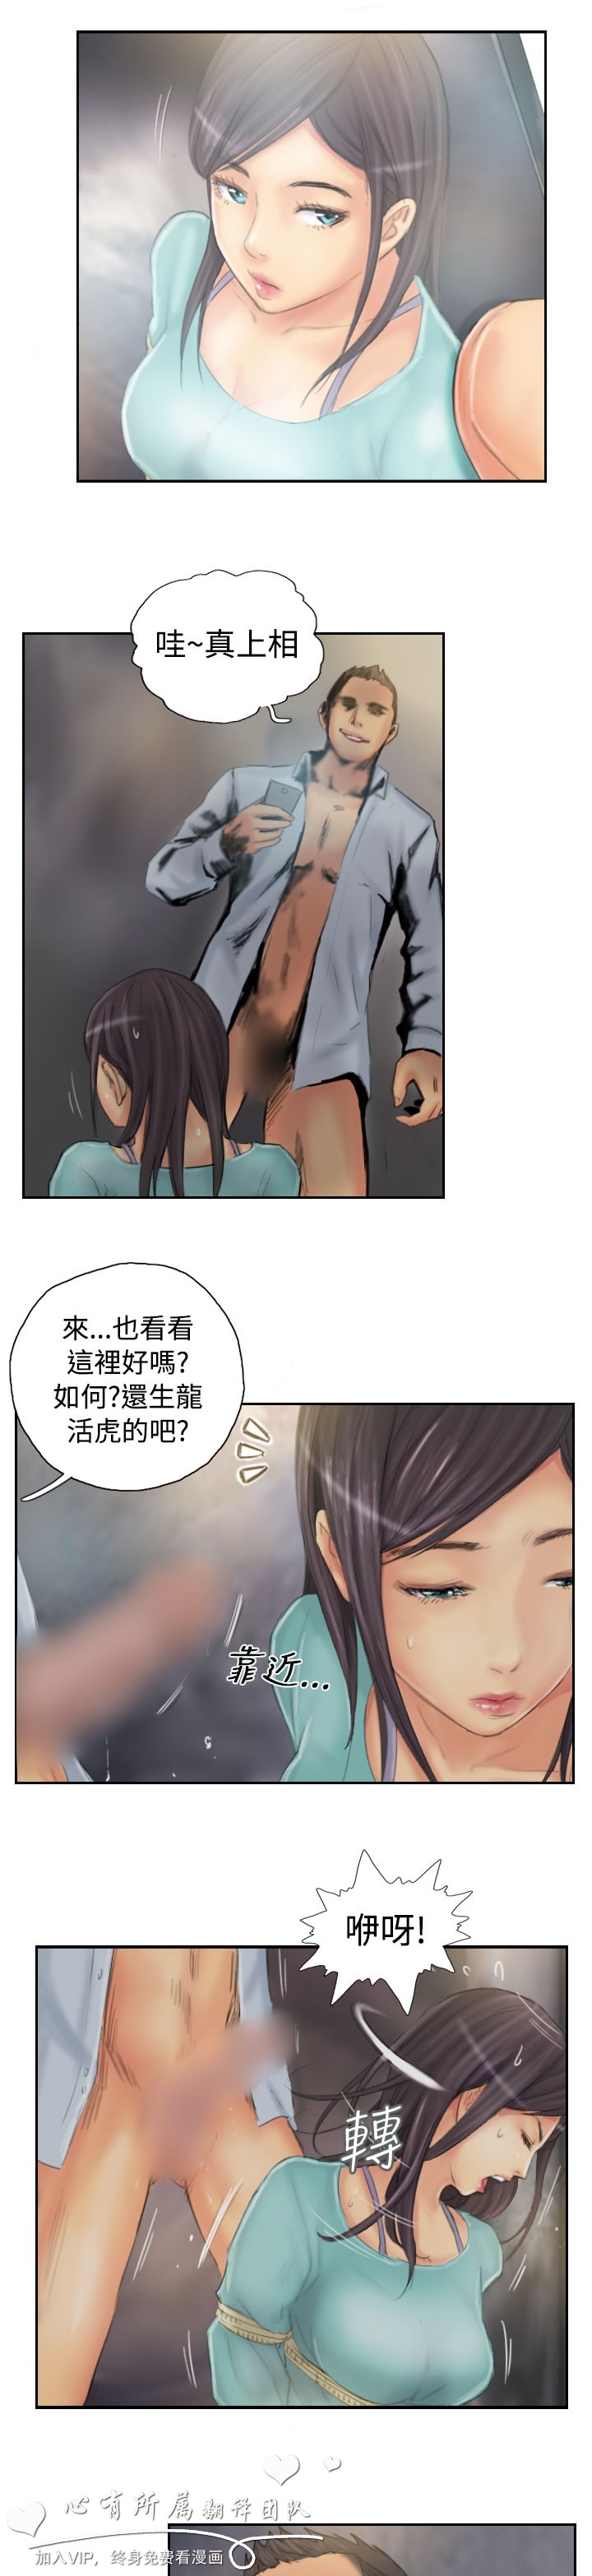 哇~真上相
來...也看看
這裡好嗎?
如何?還生龍
活虎的吧?
靠近...
咿呀!
轉
心有所属翻译团队
加入VIP，终身免费看漫画